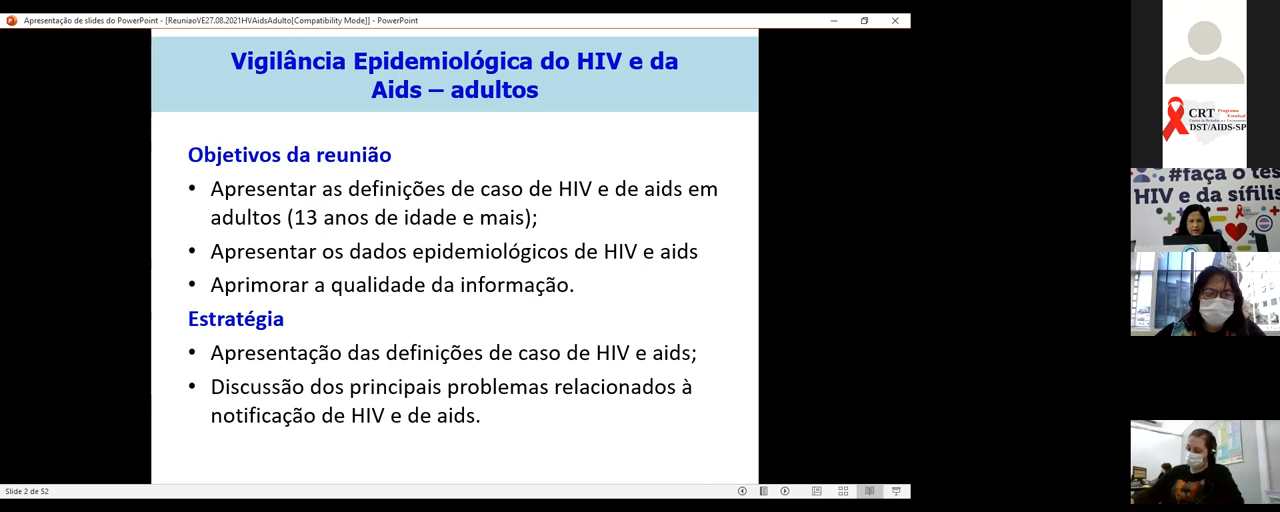 Apresentação de slides do PowerPoint - [ReuniaoVE27.08.2021HVAidsAdulto[Compatibility Mode]] - PowerPoint
Vigilância Epidemiológica do HIV e da
Aids – adultos
Objetivos da reunião
• Apresentar as definições de caso de HIV e de aids em
adultos (13 anos de idade e mais);
• Apresentar os dados epidemiológicos de HIV e aids
• Aprimorar a qualidade da informação.
Estratégia
• Apresentação das definições de caso de HIV e aids;
• Discussão dos principais problemas relacionados à
notificação de HIV e de aids.
Slide 2 de 52
CRT
Programa
Estadual
DST/AIDS-SP
#faça o tes
HIV e da sífilis